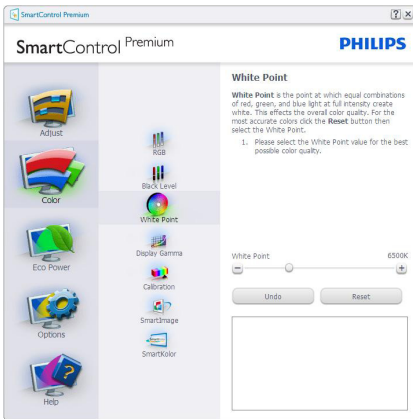 SmartControl Premium
SmartControl Premium
PHILIPS
Adjust
Color
Eco Power
Options
Help
RGB
Black Level
White Point
Display Gamma
Calibration
SmartImage
SmartKolor
White Point
White Point is the point at which equal combinations
of red, green, and blue light at full intensity create
white. This effects the overall color quality. For the
most accurate colors click the Reset button then
select the White Point.
1. Please select the White Point value for the best
possible color quality.
White Point 6500K
Undo Reset